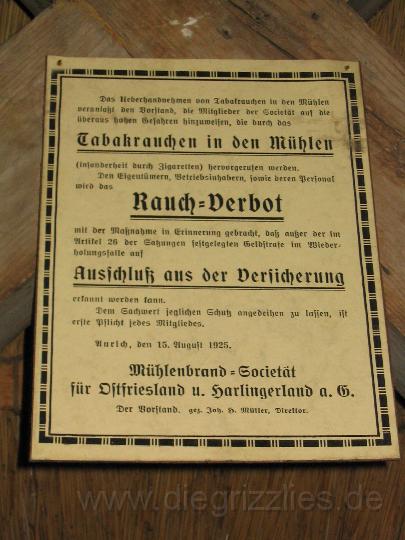 Das Ueberhandnehmen von Tabakrauchen in den Mühlen
veranlaßt den Vorstand, die Mitglieder der Societät auf die
überaus hohen Gefahren hinzuweisen, die durch das
Tabakrauchen in den Mühlen
(insonderheit durch Zigaretten) hervorgerufen werden.
Den Eigentümern, Betriebsinhabern, sowie deren Personal
wird das
Rauch=Verbot
mit der Maßnahme in Erinnerung gebracht, daß außer der im
Artikel 26 der Satzungen festgelegten Geldstrafe im Wieder-
holungsfalle auf
Ausschluß aus der Versicherung
erkannt werden kann.
Dem Sachwert jeglichen Schutz angedeihen zu lassen, ist
erste Pflicht jedes Mitgliedes.
Aurich, den 15. August 1925.
Mühlenbrand=Societät
für Ostfriesland u. Harlingerland a. G.
Der Vorstand. gez. Joh. H. Müller, Direktor.
www.diegrizzlies.de